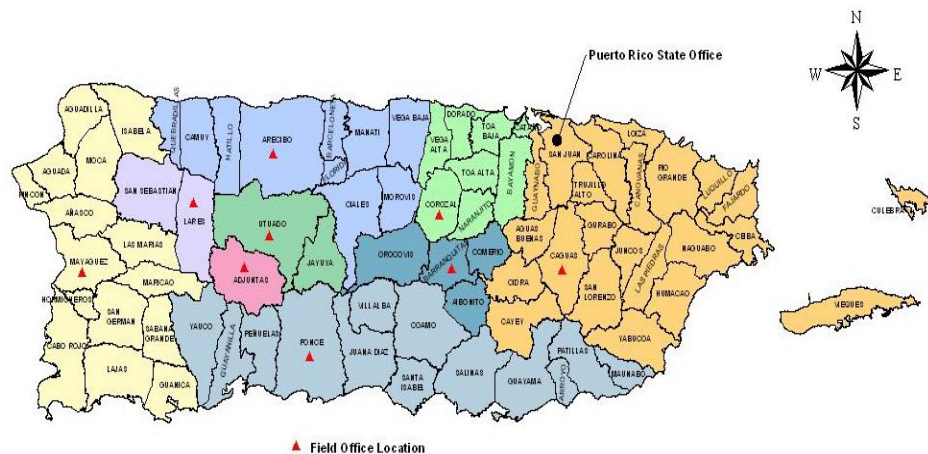 N
Puerto Rico State Office
W
E
S
AGUADILLA
ISABELA
QUEBRADILLAS
CAMUY
HATILLO
ARECIBO
BARCELONETA
MANATI
VEGA BAJA
VEGA ALTA
DORADO
TOA BAJA
CATAÑO
SAN JUAN
CAROLINA
LOIZA
MOCA
AGUADA
RINCON
SAN SEBASTIAN
LARES
FLORIDA
CIALES
MOROVIS
COROZAL
TOA ALTA
NARANJITO
BAYAMON
GUAYNABO
TRUJILLO ALTO
CANOVANAS
RIO GRANDE
LUQUILLO
FAJARDO
CULEBRA
AÑASCO
LAS MARIAS
MAYAGUEZ
UTUADO
JAYUYA
ADJUNTAS
OROCOVIS
BARRANQUITAS
COMERIO
AGUAS BUENAS
GURABO
CAGUAS
JUNCOS
LAS PIEDRAS
NAGUABO
CEIBA
HORMIGUEROS
MARICAO
SAN GERMAN
SABANA GRANDE
YAUCO
GUAYANILLA
PEÑUELAS
PONCE
VILLALBA
JUANA DIAZ
COAMO
AIBONITO
CIDRA
CAYEY
SAN LORENZO
HUMACAO
YABUCOA
VIEQUES
CABO ROJO
LAJAS
GUANICA
SANTA ISABEL
SALINAS
GUAYAMA
ARROYO
PATILLAS
MAUNABO
Field Office Location